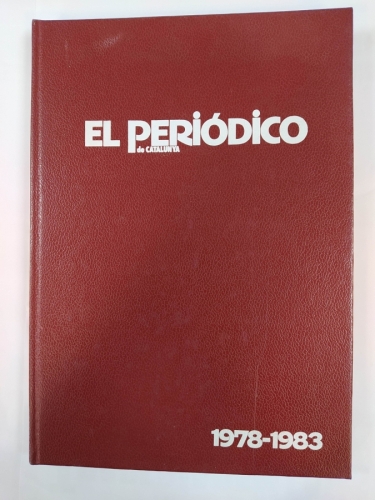 EL PERIÓDICO
de CATALUNYA
1978-1983